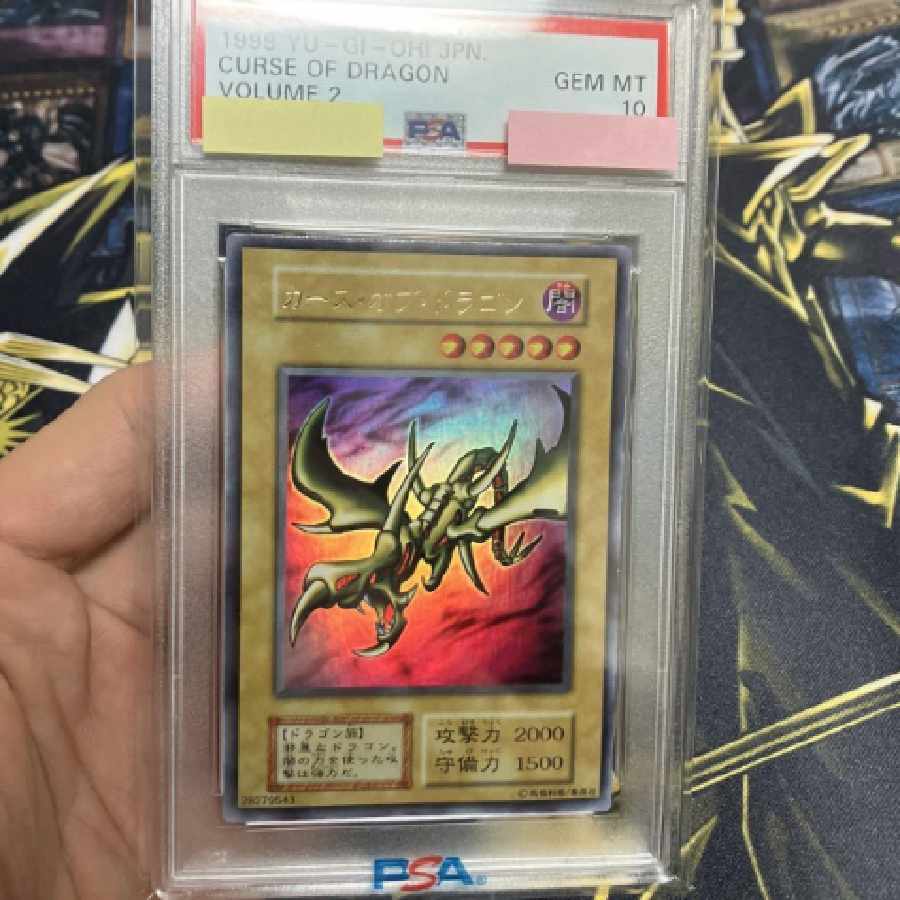 1999 YU-GI-OH! JPN.
CURSE OF DRAGON
GEM MT
VOLUME 2
10
PSA
カース・オブ・ドラゴン
闇
【ドラゴン族】
邪悪なドラゴン。
闇の力を使った攻
撃は強力だ。
攻撃力 2000
守備力 1500
28279543
PSA